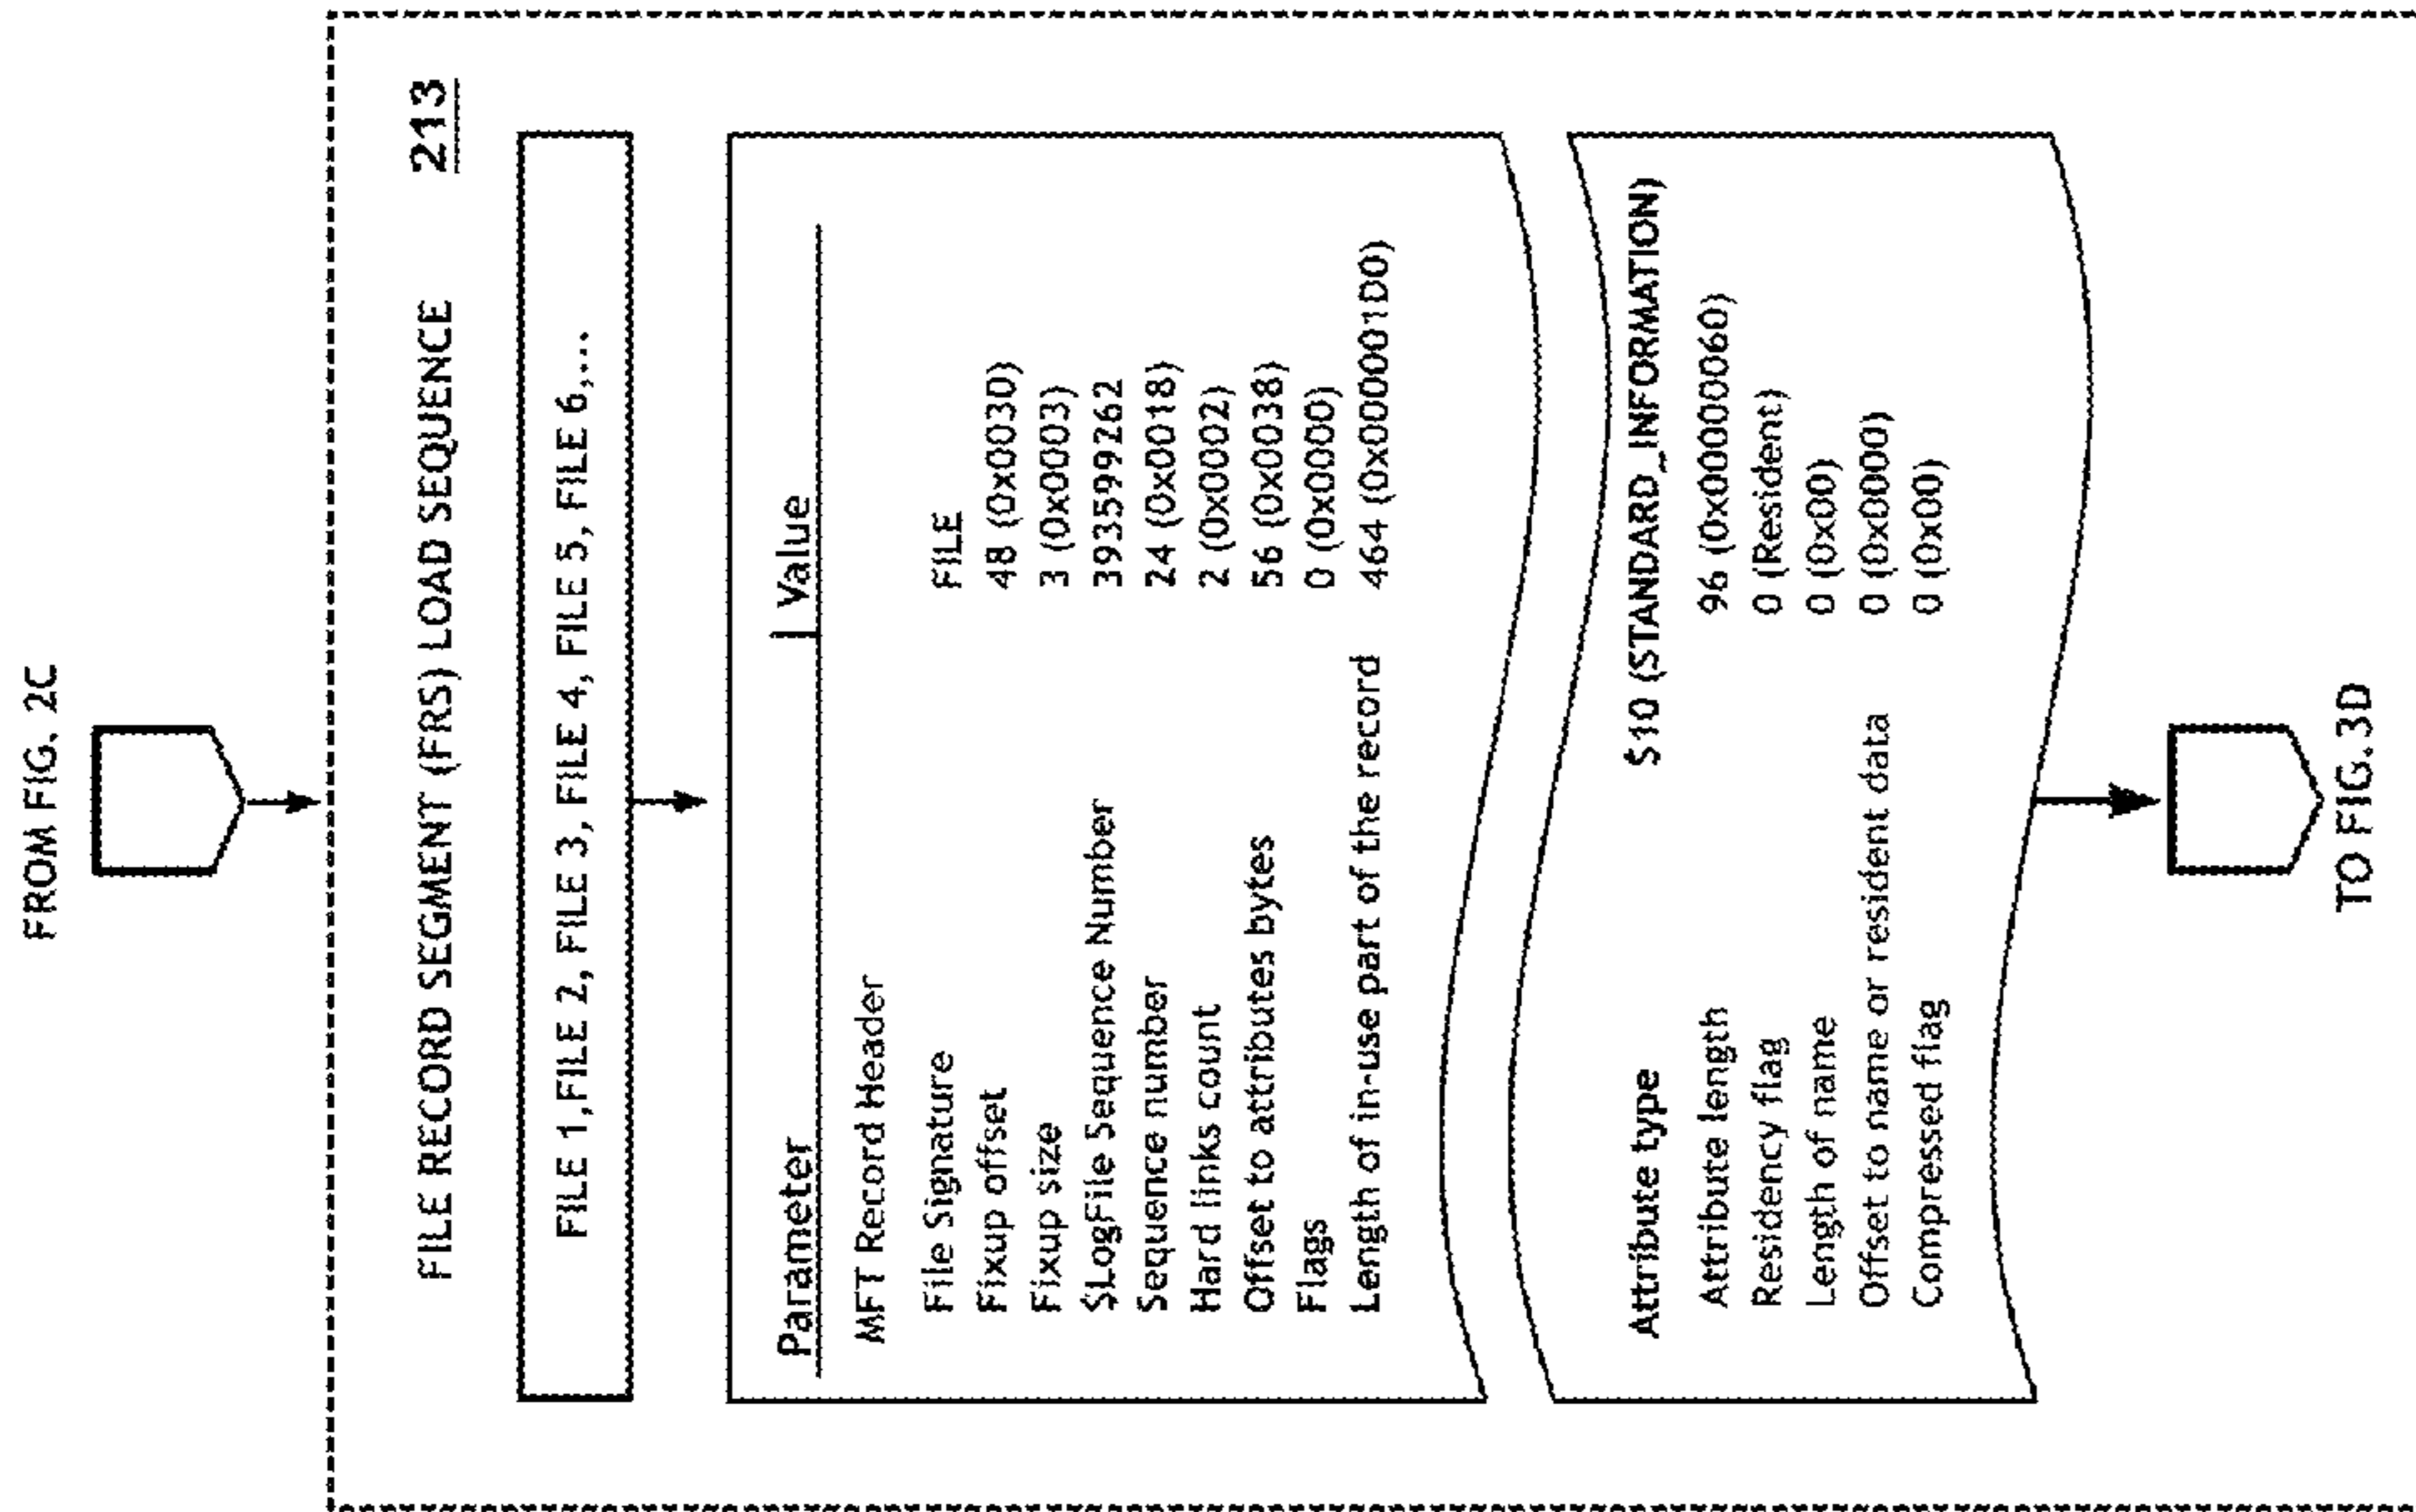 FROM FIG. 2C
FILE RECORD SEGMENT (FRS) LOAD SEQUENCE 213
FILE 1,FILE 2, FILE 3, FILE 4, FILE 5, FILE 6,...
Parameter | Value
MFT Record Header
File Signature FILE
Fixup offset 48 (0x0030)
Fixup size 3 (0x0003)
$LogFile Sequence Number 393599262
Sequence number 24 (0x0018)
Hard links count 2 (0x0002)
Offset to attributes bytes 56 (0x0038)
Flags 0 (0x0000)
Length of in-use part of the record 464 (0x000001D0)
Attribute type $10 (STANDARD_INFORMATION)
Attribute length 96 (0x00000060)
Residency flag 0 (Resident)
Length of name 0 (0x00)
Offset to name or resident data 0 (0x0000)
Compressed flag 0 (0x00)
TO FIG.3D